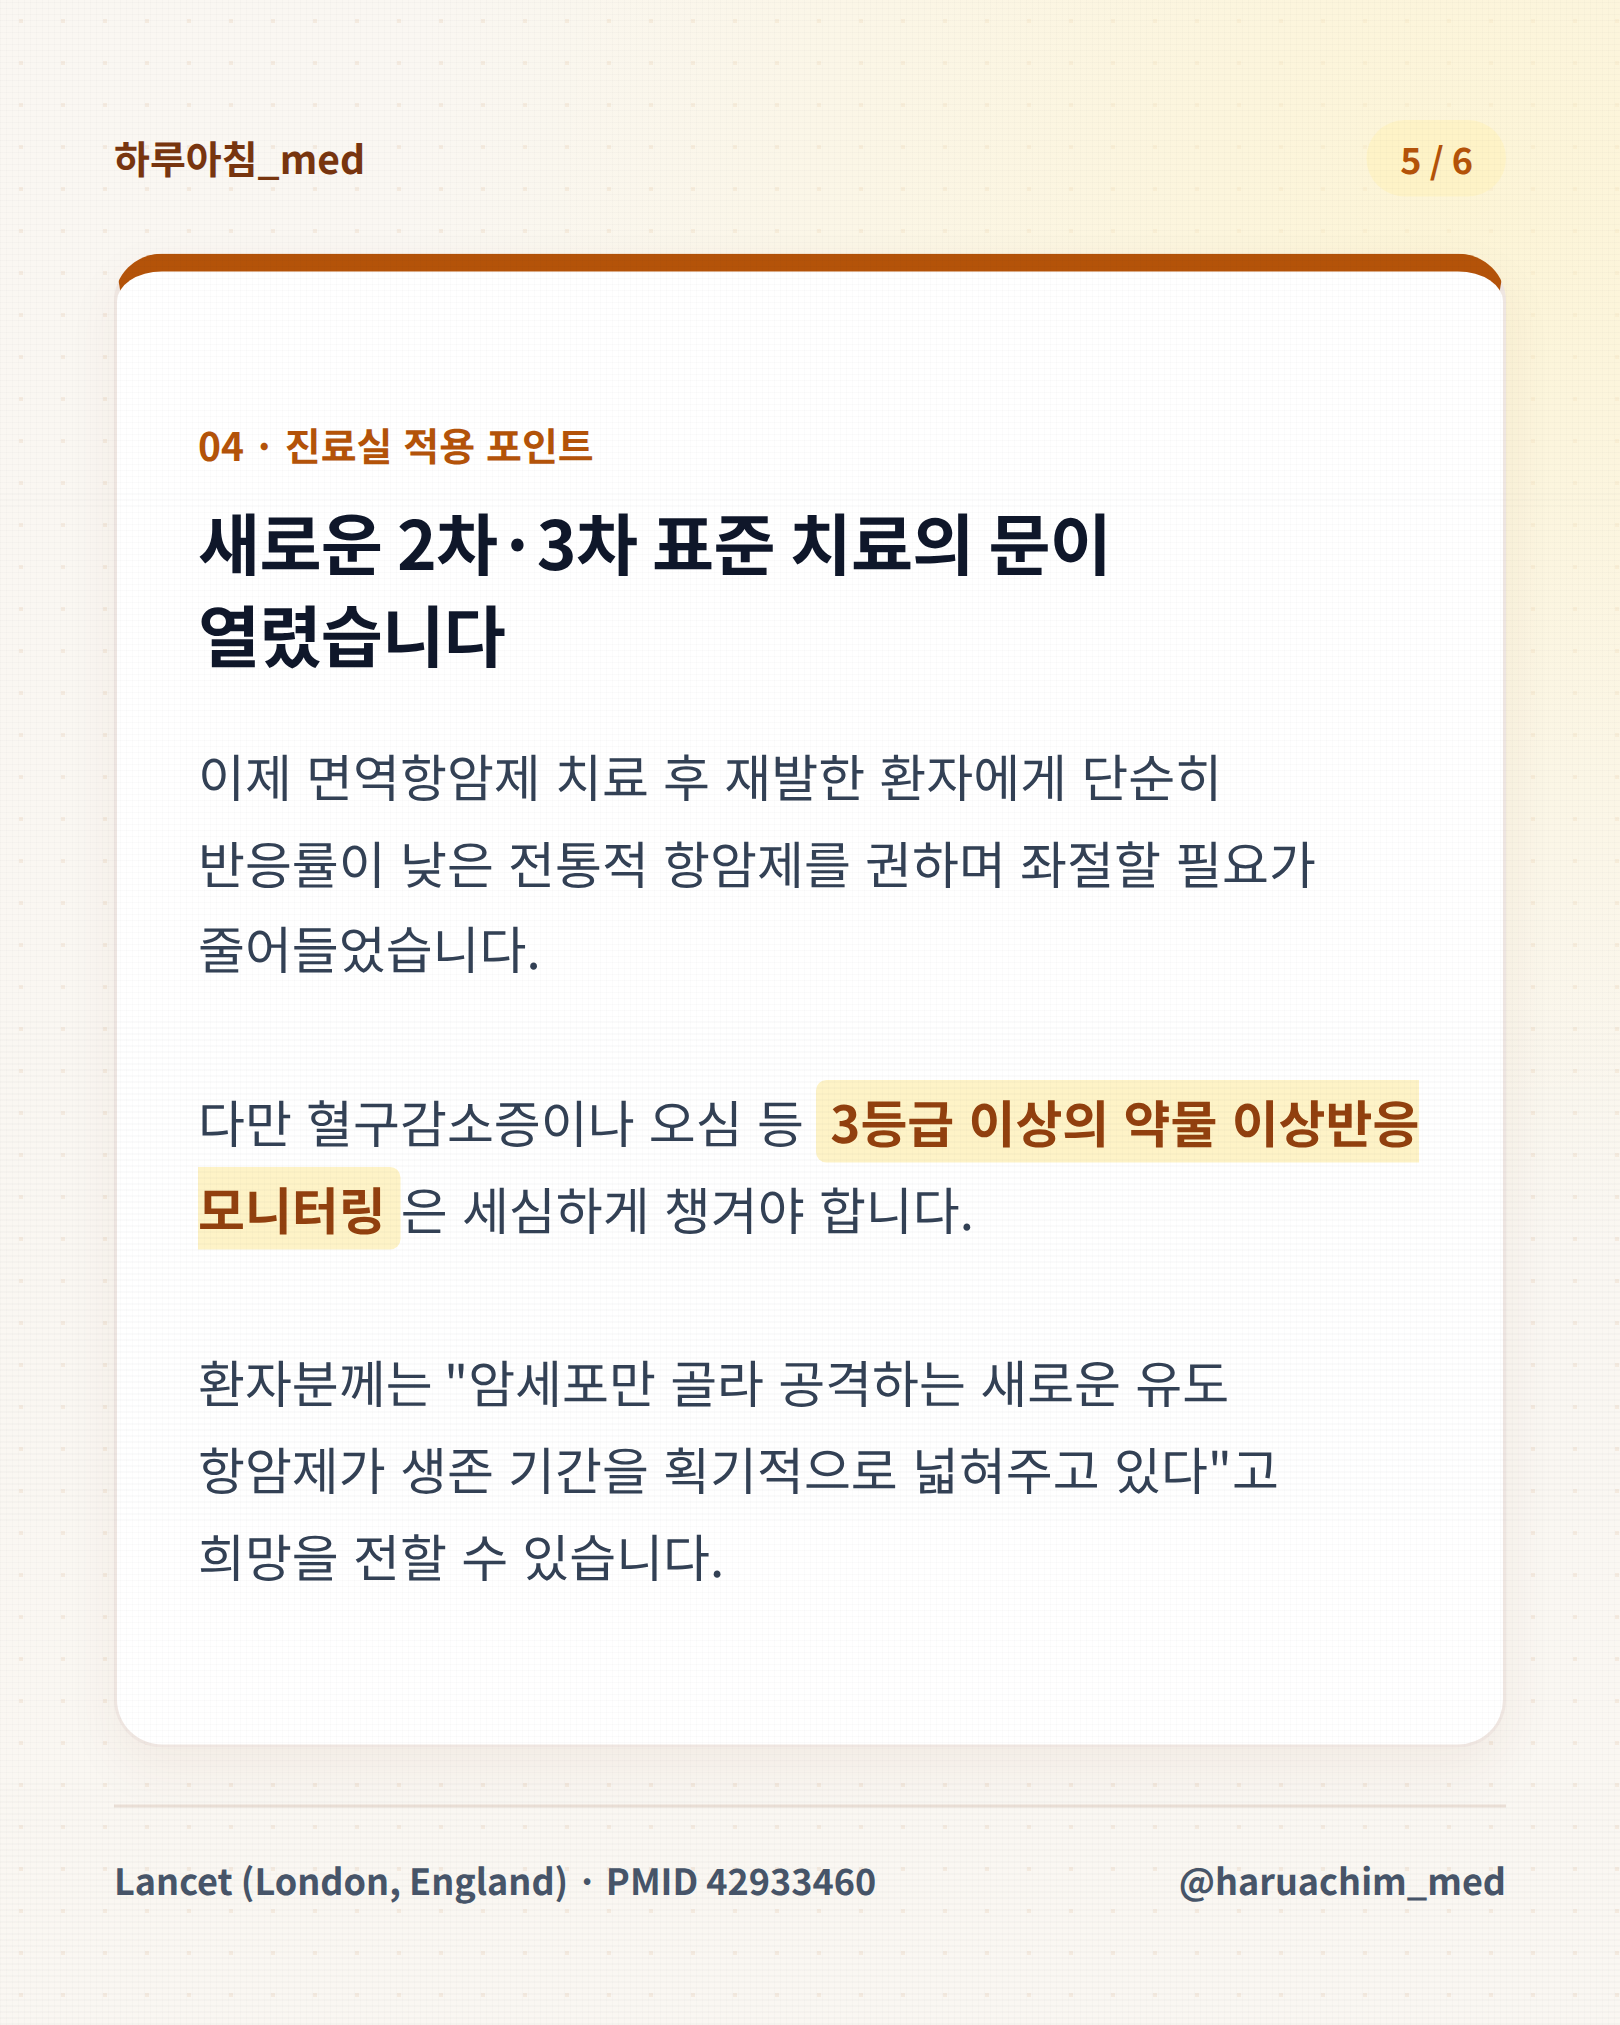 하루아침_med
5 / 6
04 · 진료실 적용 포인트
새로운 2차·3차 표준 치료의 문이
열렸습니다
이제 면역항암제 치료 후 재발한 환자에게 단순히
반응률이 낮은 전통적 항암제를 권하며 좌절할 필요가
줄어들었습니다.
다만 혈구감소증이나 오심 등 3등급 이상의 약물 이상반응
모니터링 은 세심하게 챙겨야 합니다.
환자분께는 "암세포만 골라 공격하는 새로운 유도
항암제가 생존 기간을 획기적으로 넓혀주고 있다"고
희망을 전할 수 있습니다.
Lancet (London, England) · PMID 42933460
@haruachim_med